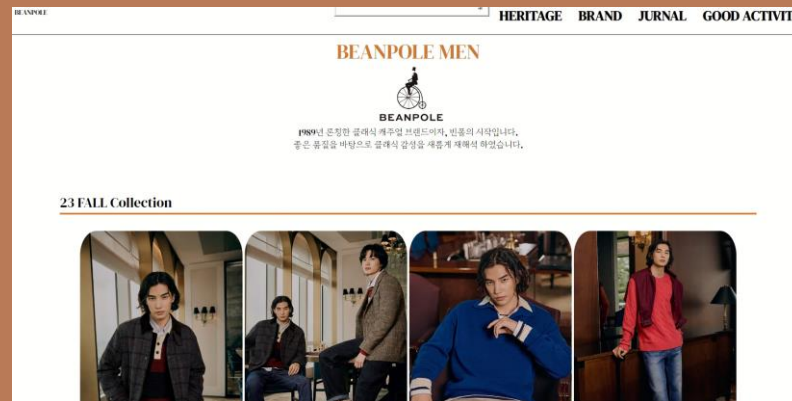 BEANPOLE
HERITAGE BRAND JURNAL GOOD ACTIVIT
BEANPOLE MEN
BEANPOLE
1989년 론칭한 클래식 캐주얼 브랜드이자, 빈폴의 시작입니다.
좋은 품질을 바탕으로 클래식 감성을 새롭게 재해석 하였습니다.
23 FALL Collection